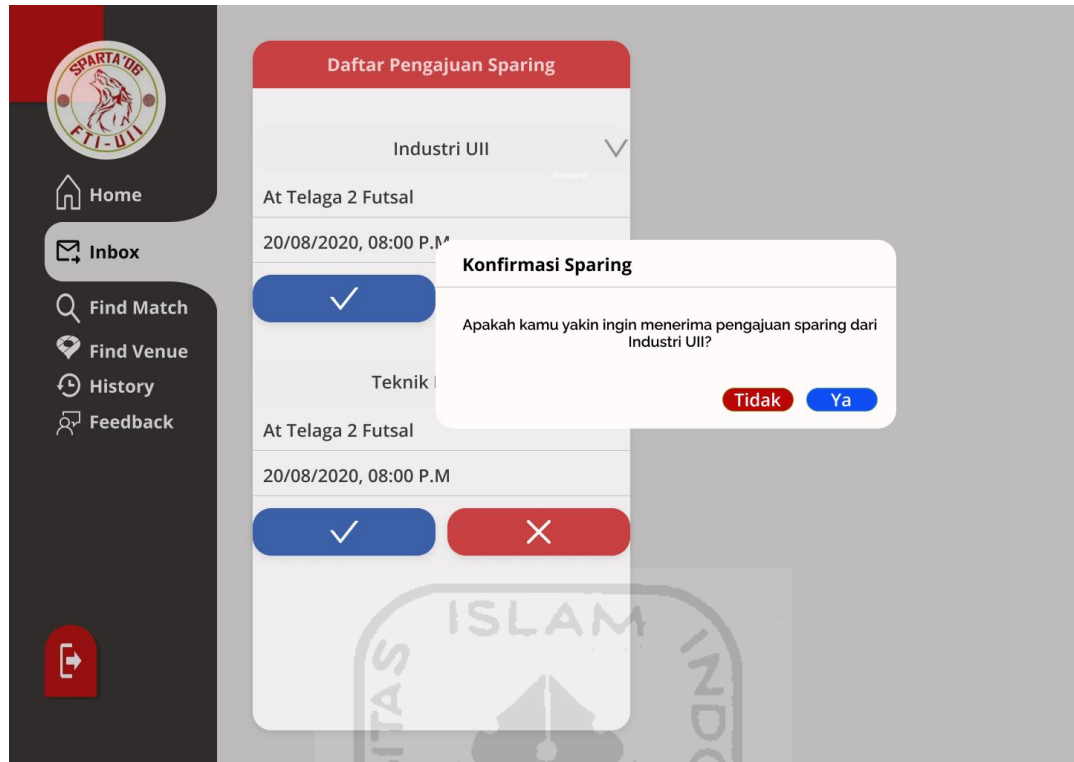 SPARTA'06
FTI-UII
Home
Inbox
Find Match
Find Venue
History
Feedback
Daftar Pengajuan Sparing
Industri UII
Request
At Telaga 2 Futsal
20/08/2020, 08:00 P.M
Teknik
At Telaga 2 Futsal
20/08/2020, 08:00 P.M
Konfirmasi Sparing
Apakah kamu yakin ingin menerima pengajuan sparing dari
Industri UII?
Tidak
Ya
ISLAM